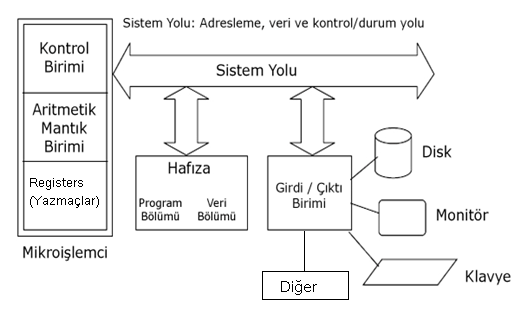 Sistem Yolu: Adresleme, veri ve kontrol/durum yolu
Kontrol
Birimi
Sistem Yolu
Aritmetik
Mantık
Birimi
Registers
(Yazmaçlar)
Mikroişlemci
Hafıza
Program
Bölümü
Veri
Bölümü
Girdi / Çıktı
Birimi
Disk
Monitör
Klavye
Diğer